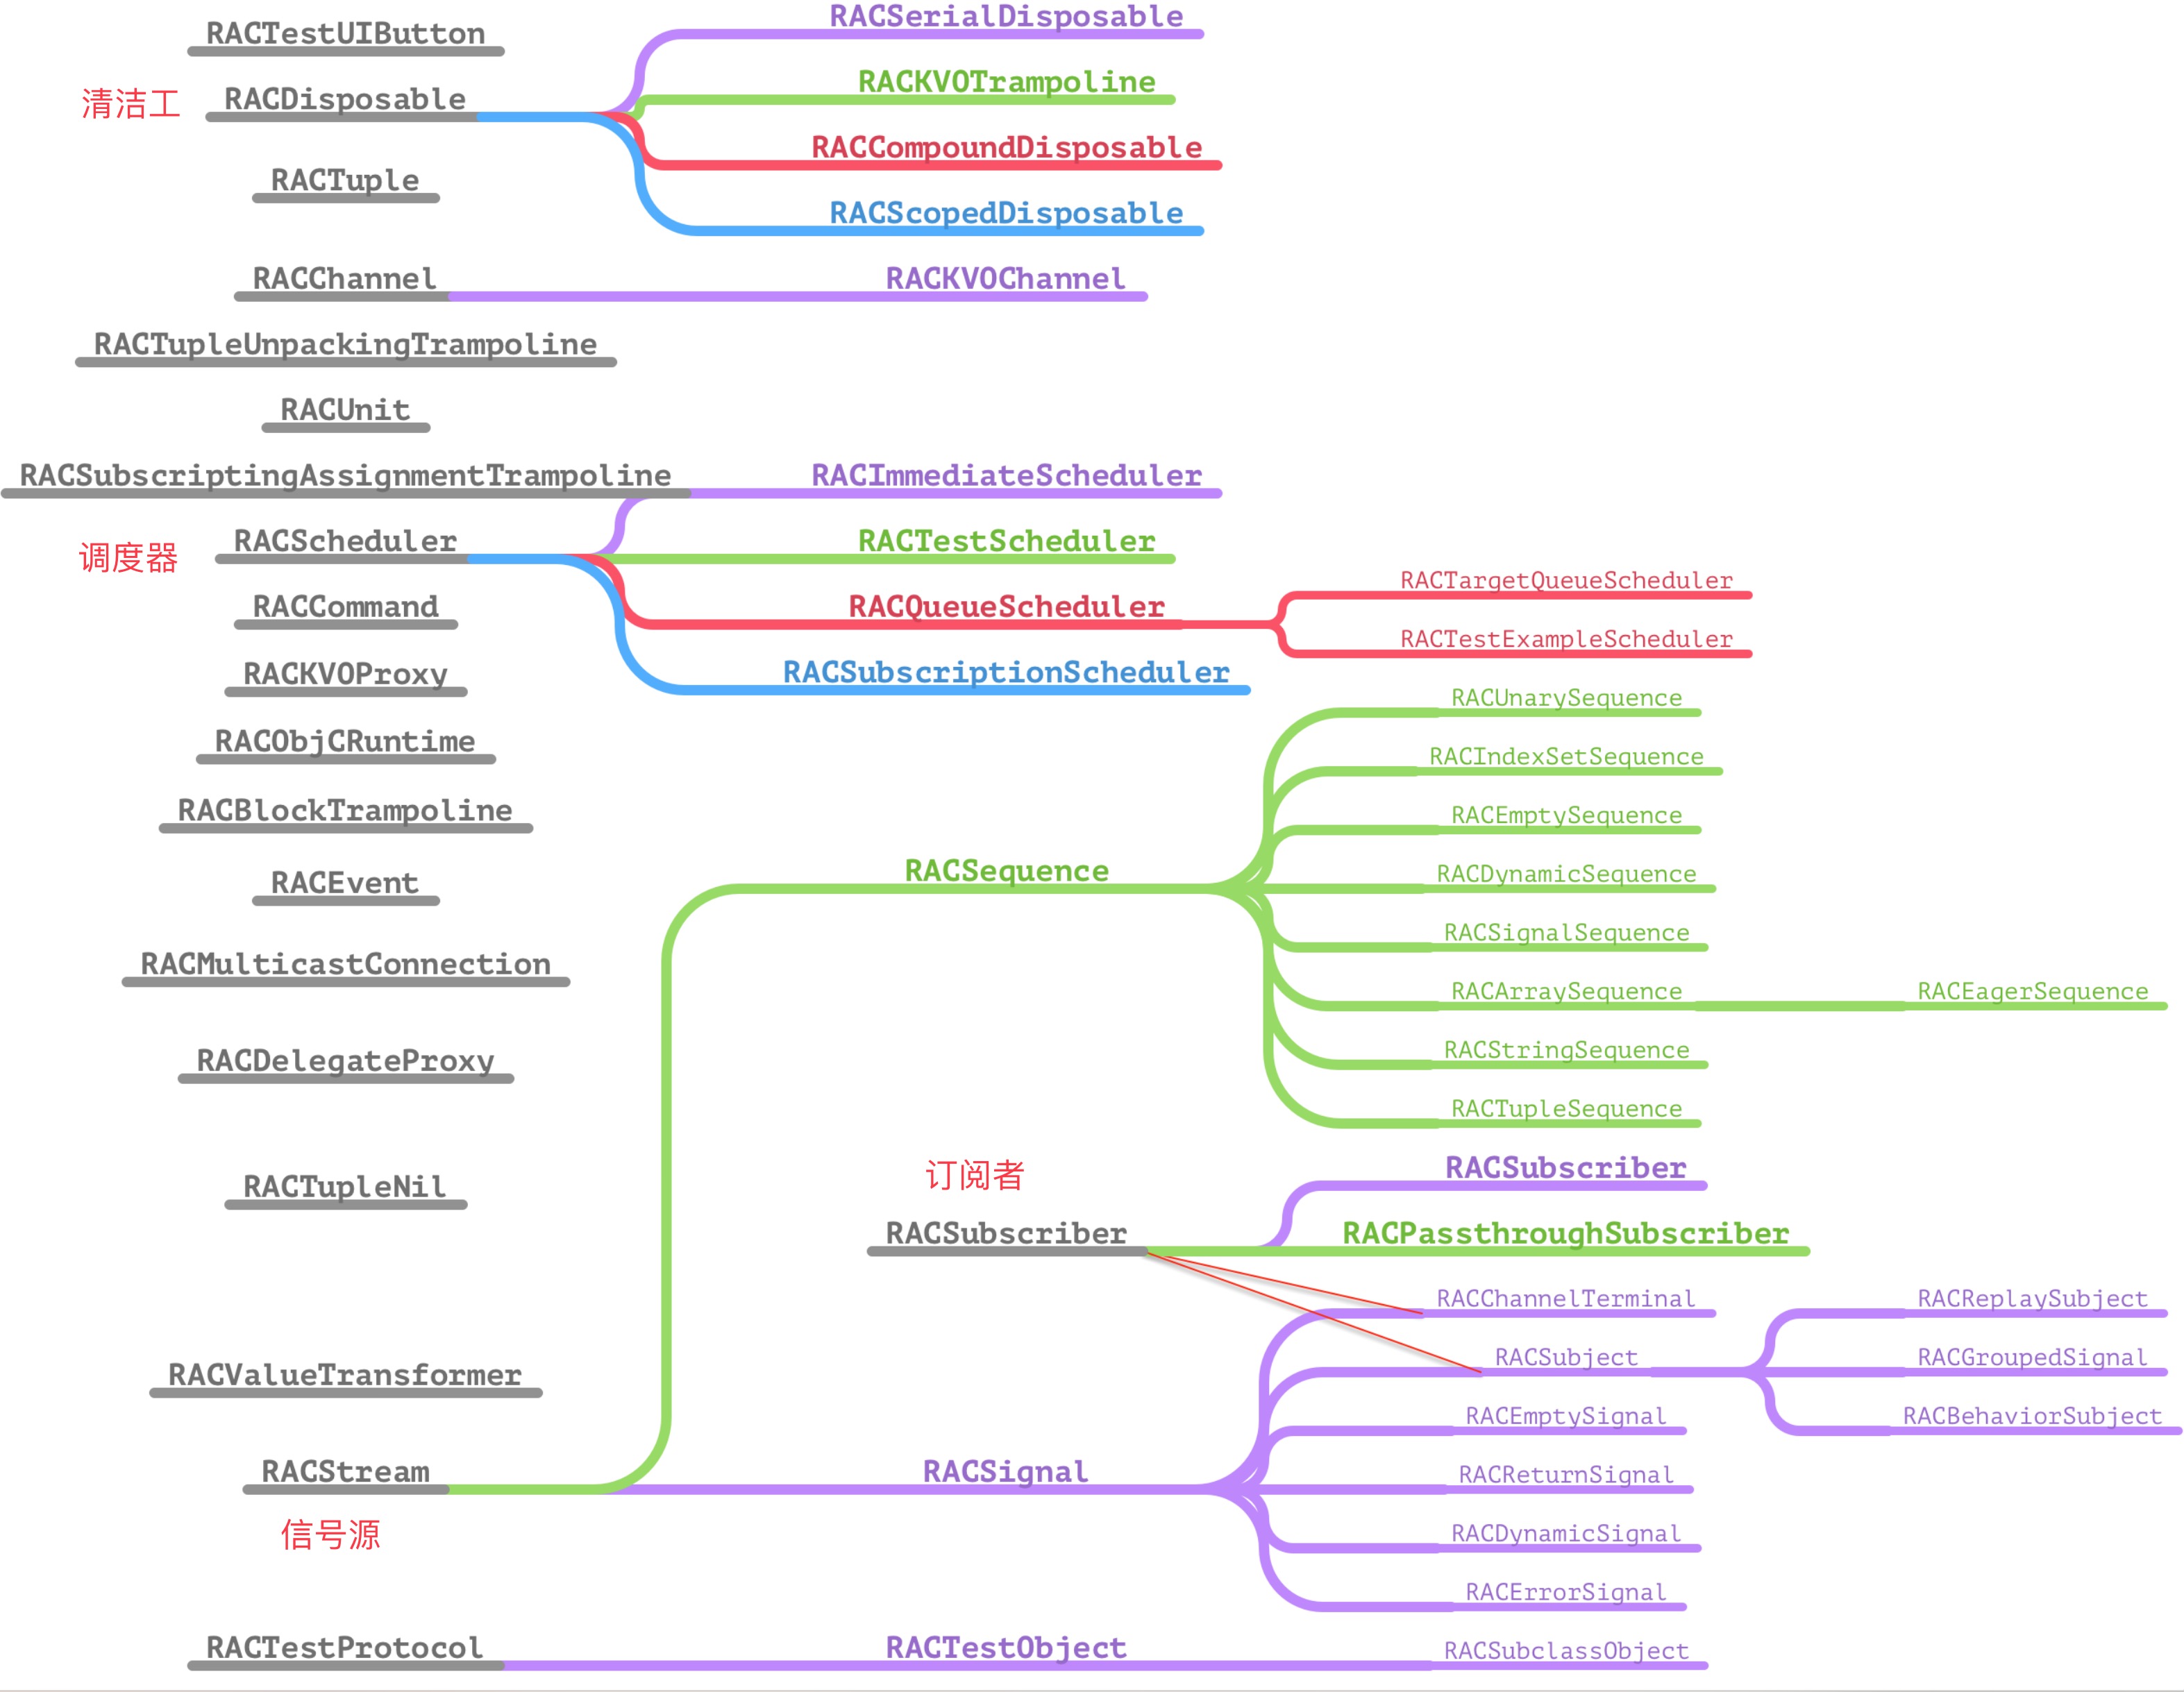 RACTestUIButton
RACSerialDisposable
RACKVOTrampoline
清洁工
RACDisposable
RACCompoundDisposable
RACTuple
RACScopedDisposable
RACChannel
RACKVOChannel
RACTupleUnpackingTrampoline
RACUnit
RACSubscriptingAssignmentTrampoline
RACImmediateScheduler
调度器
RACScheduler
RACTestScheduler
RACTargetQueueScheduler
RACCommand
RACQueueScheduler
RACTestExampleScheduler
RACKVOProxy
RACSubscriptionScheduler
RACUnarySequence
RACObjCRuntime
RACIndexSetSequence
RACBlockTrampoline
RACEmptySequence
RACEvent
RACSequence
RACDynamicSequence
RACSignalSequence
RACMulticastConnection
RACArraySequence
RACEagerSequence
RACDelegateProxy
RACStringSequence
RACTupleSequence
订阅者
RACSubscriber
RACTupleNil
RACSubscriber
RACPassthroughSubscriber
RACChannelTerminal
RACReplaySubject
RACValueTransformer
RACSubject
RACGroupedSignal
RACEmptySignal
RACBehaviorSubject
RACStream
RACSignal
RACReturnSignal
信号源
RACDynamicSignal
RACErrorSignal
RACTestProtocol
RACTestObject
RACSubclassObject